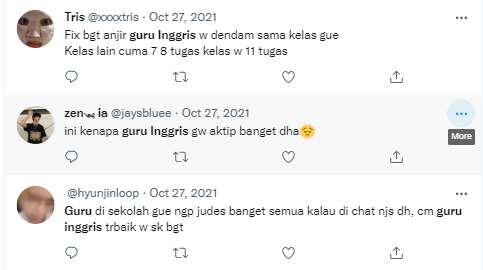 Tris @xxxxtris · Oct 27, 2021
Fix bgt anjir guru Inggris w dendam sama kelas gue
Kelas lain cuma 7 8 tugas kelas w 11 tugas
zen ia @jaysbluee · Oct 27, 2021
More
ini kenapa guru Inggris gw aktip banget dha😌
@hyunjinloop · Oct 27, 2021
Guru di sekolah gue ngp judes banget semua kalau di chat njs dh, cm guru
inggris trbaik w sk bgt